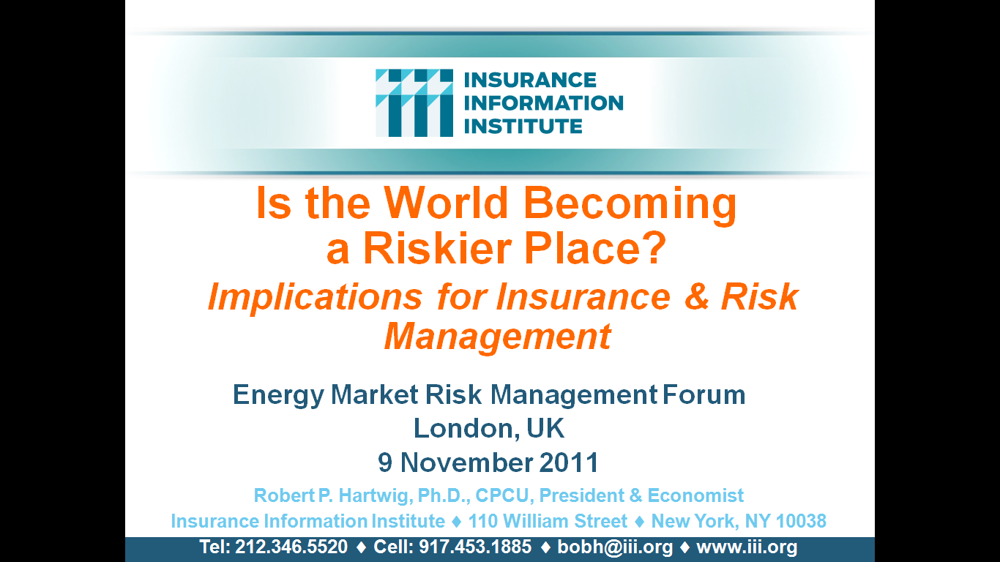 INSURANCE
INFORMATION
INSTITUTE
Is the World Becoming
a Riskier Place?
Implications for Insurance & Risk
Management
Energy Market Risk Management Forum
London, UK
9 November 2011
Robert P. Hartwig, Ph.D., CPCU, President & Economist
Insurance Information Institute ♦ 110 William Street ♦ New York, NY 10038
Tel: 212.346.5520 ♦ Cell: 917.453.1885 ♦ bobh@iii.org ♦ www.iii.org